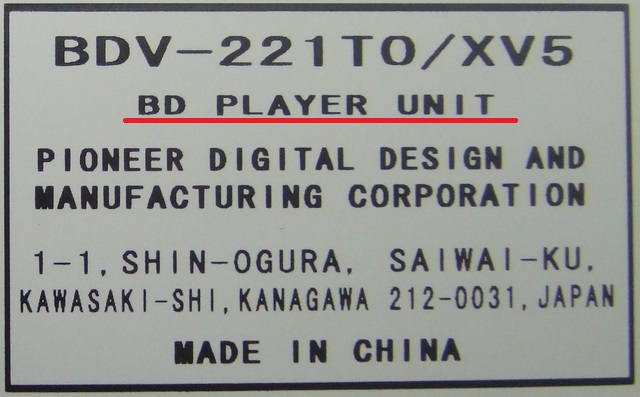 BDV-221TO/XV5
BD PLAYER UNIT
PIONEER DIGITAL DESIGN AND
MANUFACTURING CORPORATION
1-1, SHIN-OGURA, SAIWAI-KU,
KAWASAKI-SHI, KANAGAWA 212-0031, JAPAN
MADE IN CHINA